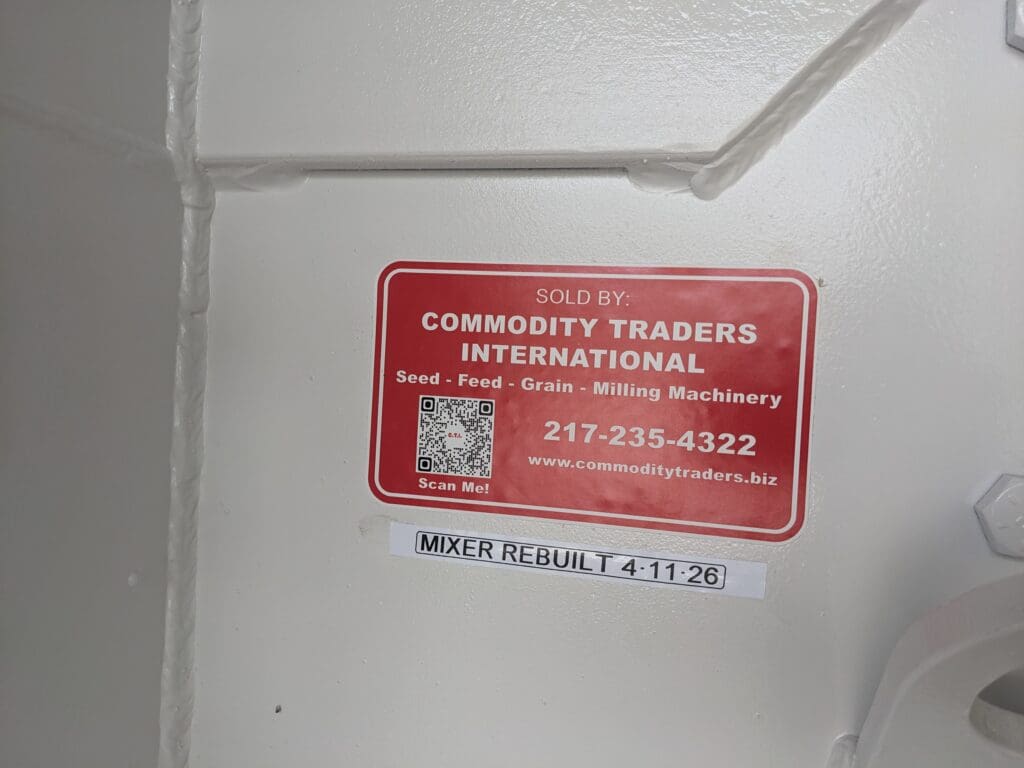 SOLD BY:
COMMODITY TRADERS
INTERNATIONAL
Seed - Feed - Grain - Milling Machinery
C.T.I.
Scan Me!
217-235-4322
www.commoditytraders.biz
MIXER REBUILT 4·11·26